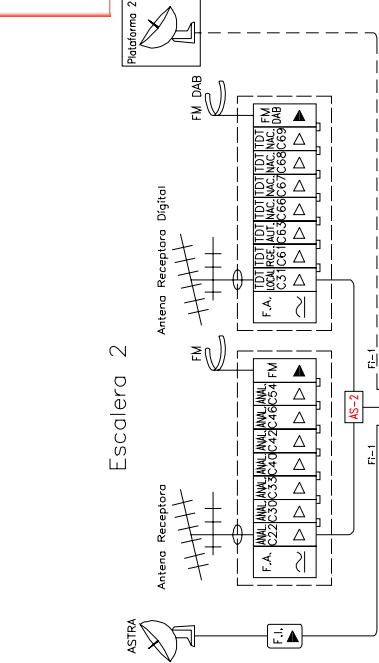 Escalera 2
ASTRA
Antena Receptora
FM
Antena Receptora Digital
FM DAB
Plataforma 2
F.A.
ANAL. ANAL. ANAL. ANAL. ANAL. ANAL. ANAL. FM
C22 C30 C33 C40 C42 C46 C54
F.A.
TDT TDT TDT TDT TDT TDT TDT FM
LOCAL RGE. AUT. NAC. NAC. NAC. NAC. DAB
C31 C61 C63 C66 C67 C68 C69
F.I.
AS-2
Fi-1
Fi-1